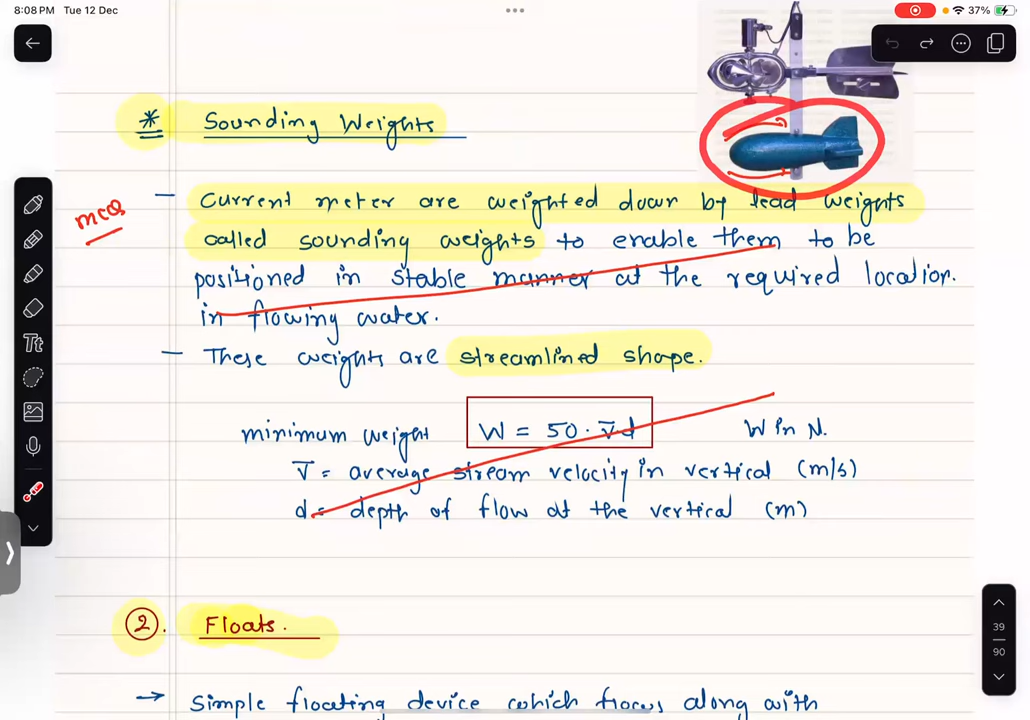 8:08 PM Tue 12 Dec
37%
* Sounding Weights
mcq
- Current meter are weighted down by lead weights
called sounding weights to enable them to be
positioned in stable manner at the required location.
in flowing water.
- These weights are streamlined shape.
minimum weight W = 50 · v̅d W in N.
v̅ = average stream velocity in vertical (m/s)
d = depth of flow at the vertical (m)
39
90
②. Floats.
→ Simple floating device which flows along with
Tt